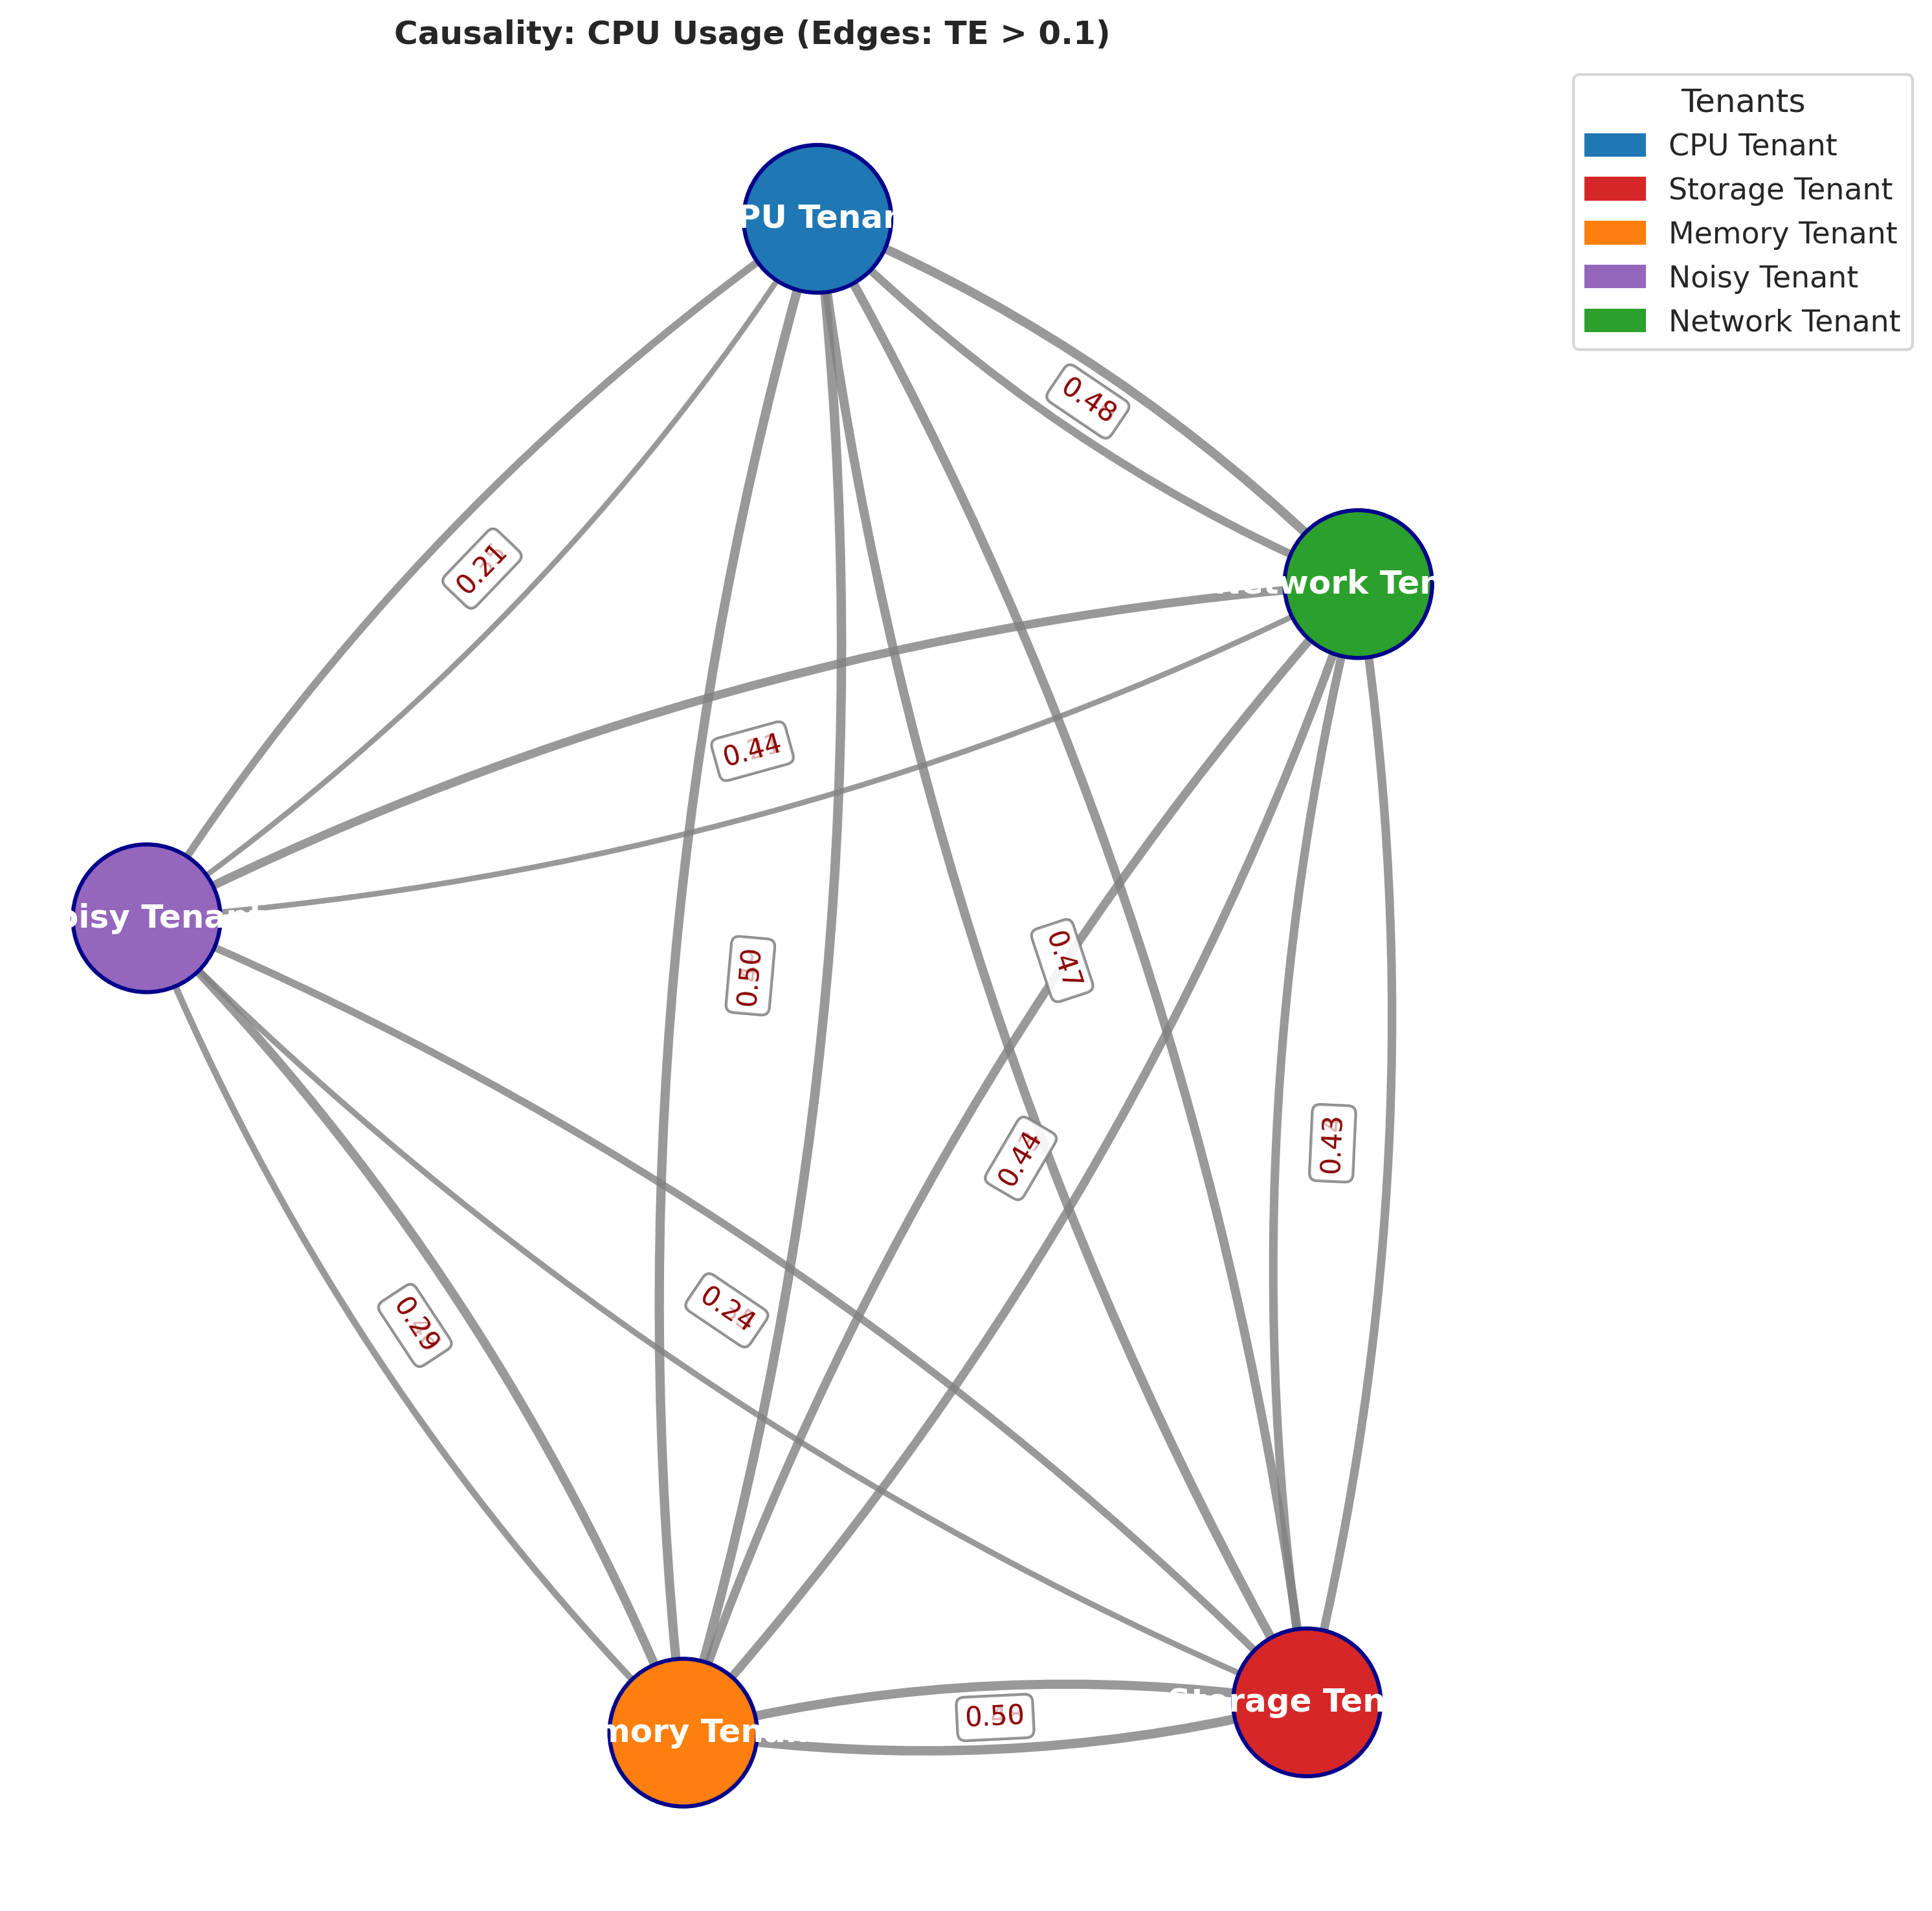 Causality: CPU Usage (Edges: TE > 0.1)
Tenants
CPU Tenant
Storage Tenant
Memory Tenant
Noisy Tenant
Network Tenant
PU Tenan
0.48
0.21
etwork Ten
0.44
oisy Tenant
0.50
0.47
0.44
0.43
0.29
0.24
mory Tenan
0.50
Storage Ten